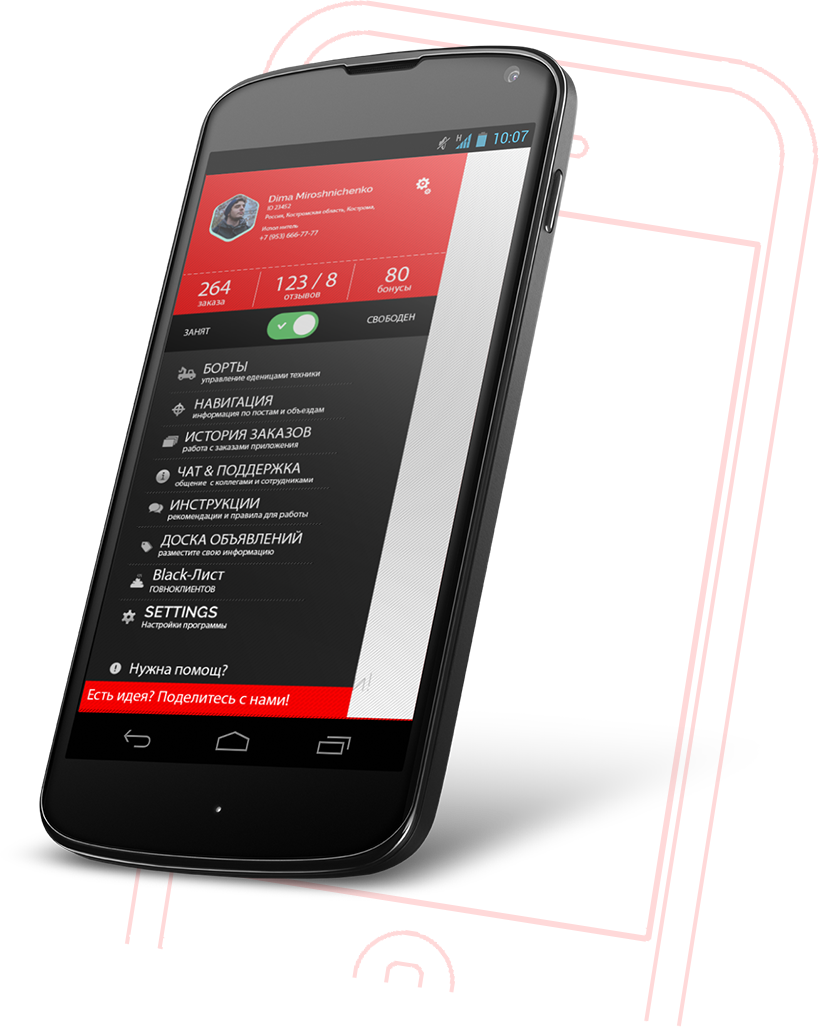 H 10:07
Dima Miroshnichenko
ID 23452
Россия, Костромская область, Кострома,
Исполнитель
+7 (953) 666-77-77
264 123 / 8 80
заказа отзывов бонусы
ЗАНЯТ СВОБОДЕН
БОРТЫ
управление еденицами техники
НАВИГАЦИЯ
информация по постам и объездам
ИСТОРИЯ ЗАКАЗОВ
работа с заказами приложения
ЧАТ & ПОДДЕРЖКА
общение с коллегами и сотрудниками
ИНСТРУКЦИИ
рекомендации и правила для работы
ДОСКА ОБЪЯВЛЕНИЙ
разместите свою информацию
Black-Лист
ГОВНОКЛИЕНТОВ
SETTINGS
Настройки программы
Нужна помощ?
Есть идея? Поделитесь с нами!
и!